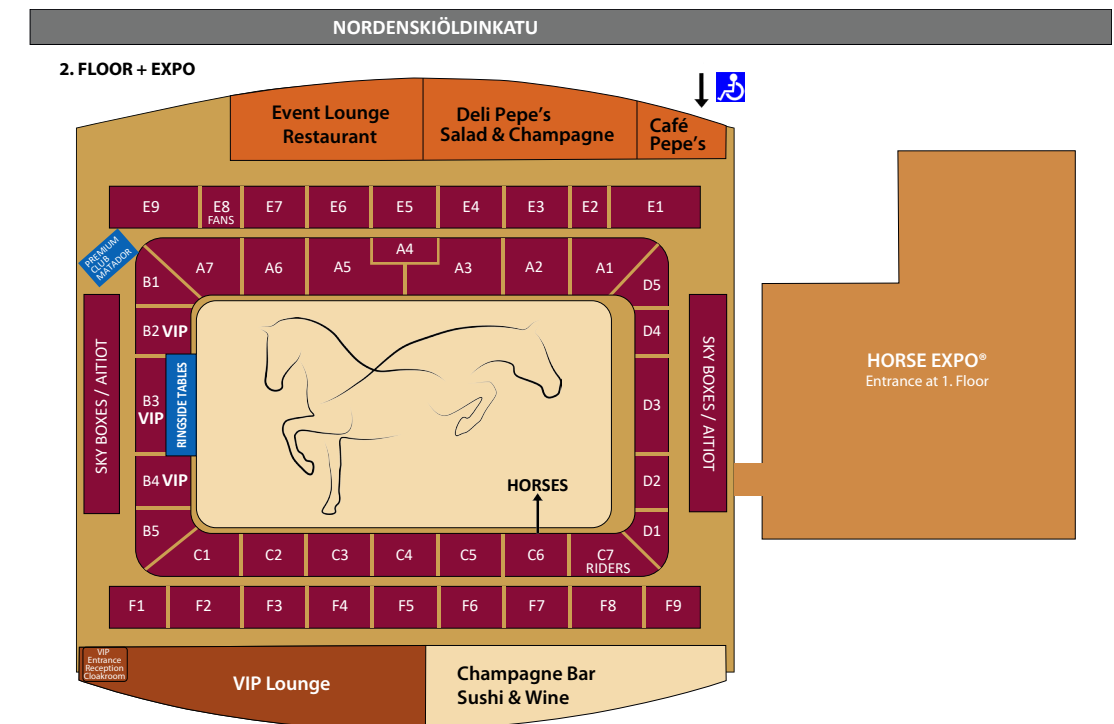 NORDENSKIÖLDINKATU
2. FLOOR + EXPO
Event Lounge
Restaurant
Deli Pepe's
Salad & Champagne
Café
Pepe's
E9
E8
FANS
E7
E6
E5
E4
E3
E2
E1
PREMIUM
CLUB
MATADOR
B1
A7
A6
A5
A4
A3
A2
A1
D5
B2 VIP
D4
SKY BOXES / AITIOT
B3
VIP
RINGSIDE TABLES
D3
SKY BOXES / AITIOT
HORSE EXPO®
Entrance at 1. Floor
B4 VIP
HORSES
D2
B5
D1
C1
C2
C3
C4
C5
C6
C7
RIDERS
F1
F2
F3
F4
F5
F6
F7
F8
F9
VIP
Entrance
Reception
Cloakroom
VIP Lounge
Champagne Bar
Sushi & Wine